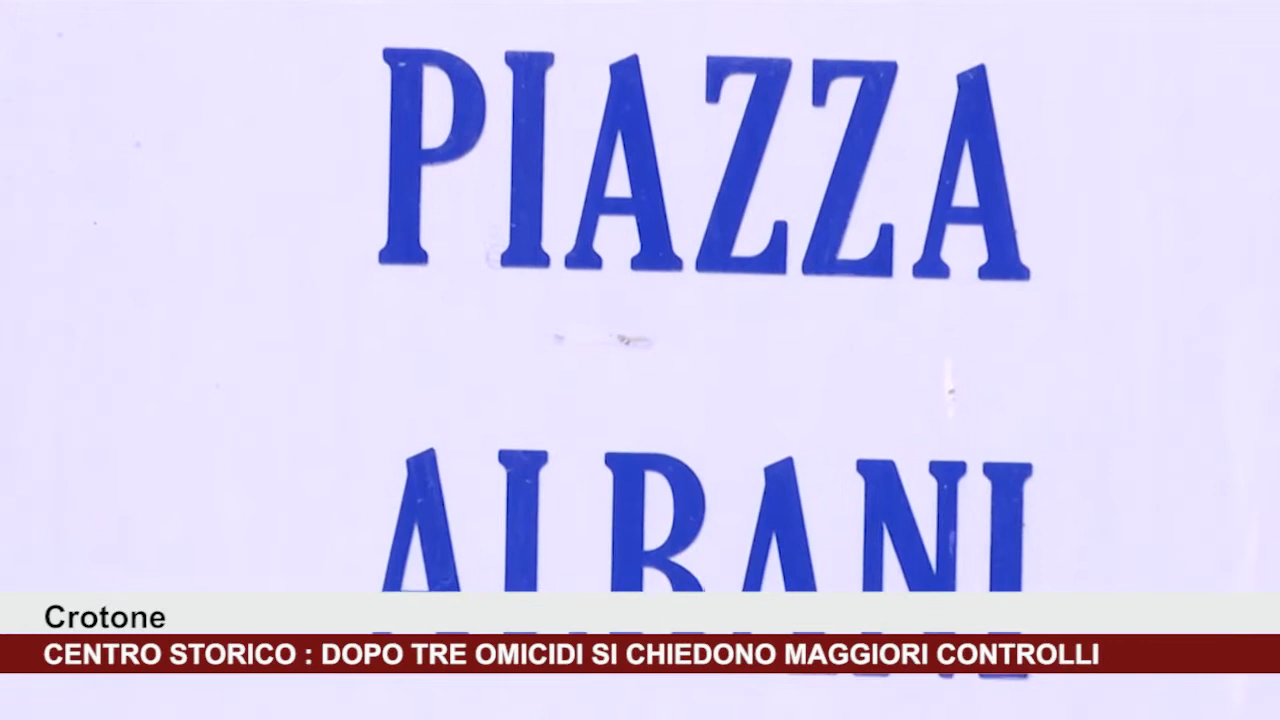 PIAZZA
ALBANI
Crotone
CENTRO STORICO : DOPO TRE OMICIDI SI CHIEDONO MAGGIORI CONTROLLI